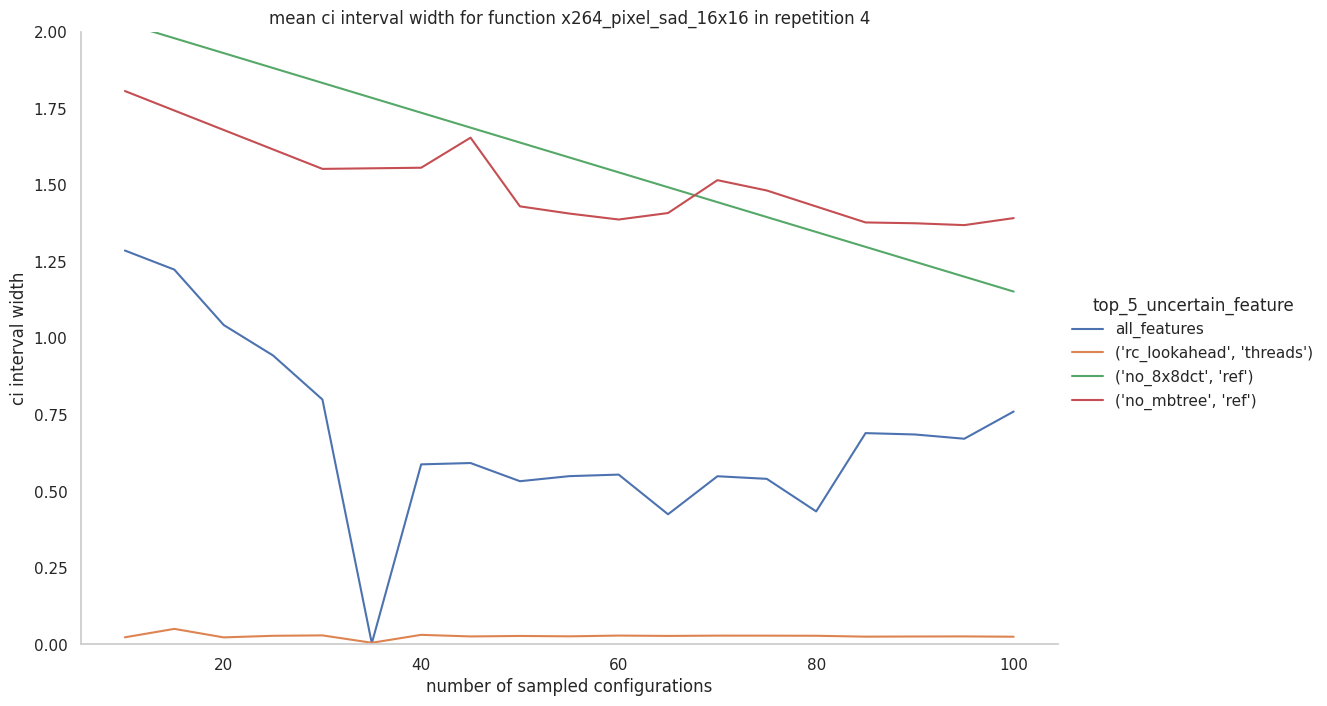 mean ci interval width for function x264_pixel_sad_16x16 in repetition 4
2.00
1.75
1.50
1.25
1.00
0.75
0.50
0.25
0.00
ci interval width
20
40
60
80
100
number of sampled configurations
top_5_uncertain_feature
all_features
('rc_lookahead', 'threads')
('no_8x8dct', 'ref')
('no_mbtree', 'ref')